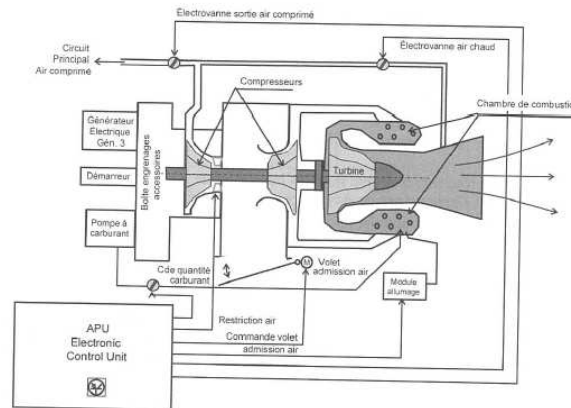 Électrovanne sortie air comprimé
Électrovanne air chaud
Circuit
Principal
Air comprimé
Compresseurs
Chambre de combustio
Générateur
Électrique
Gén. 3
Démarreur
Pompe à
carburant
Boîte engrenages
accessoires
Turbine
Cde quantité
carburant
M
Volet
admission air
Module
allumage
Restriction air
Commande volet
admission air
APU
Electronic
Control Unit